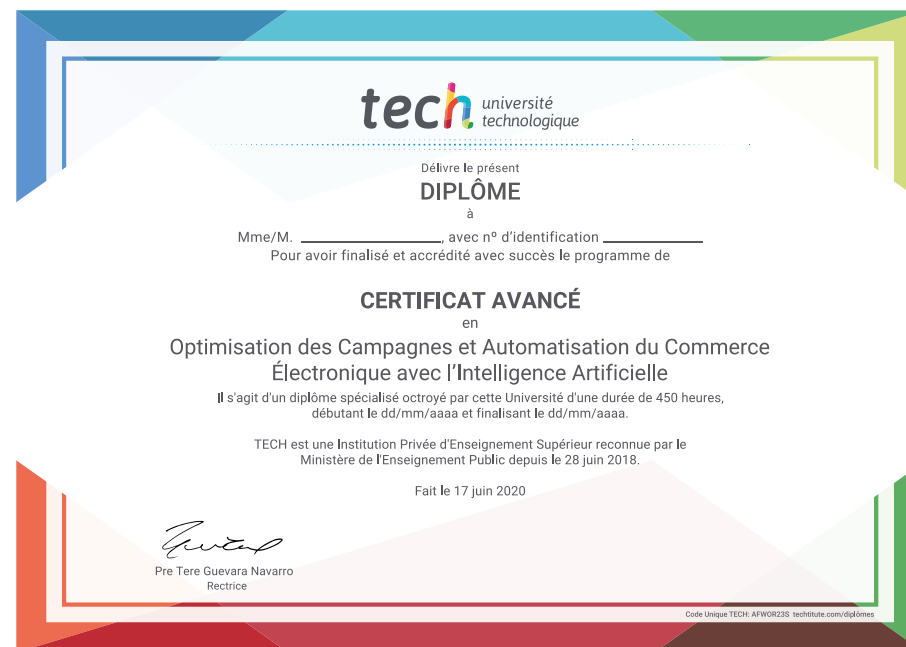 tech université
technologique
Délivre le présent
DIPLÔME
à
Mme/M. ____________________, avec nº d'identification ______________
Pour avoir finalisé et accrédité avec succès le programme de
CERTIFICAT AVANCÉ
en
Optimisation des Campagnes et Automatisation du Commerce
Électronique avec l'Intelligence Artificielle
Il s'agit d'un diplôme spécialisé octroyé par cette Université d'une durée de 450 heures,
débutant le dd/mm/aaaa et finalisant le dd/mm/aaaa.
TECH est une Institution Privée d'Enseignement Supérieur reconnue par le
Ministère de l'Enseignement Public depuis le 28 juin 2018.
Fait le 17 juin 2020
Pre Tere Guevara Navarro
Rectrice
Code Unique TECH: AFWOR23S techtitute.com/diplômes